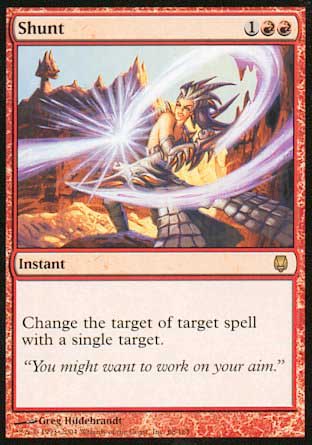 Shunt 1
Instant
Change the target of target spell
with a single target.
“You might want to work on your aim.”
Greg Hildebrandt